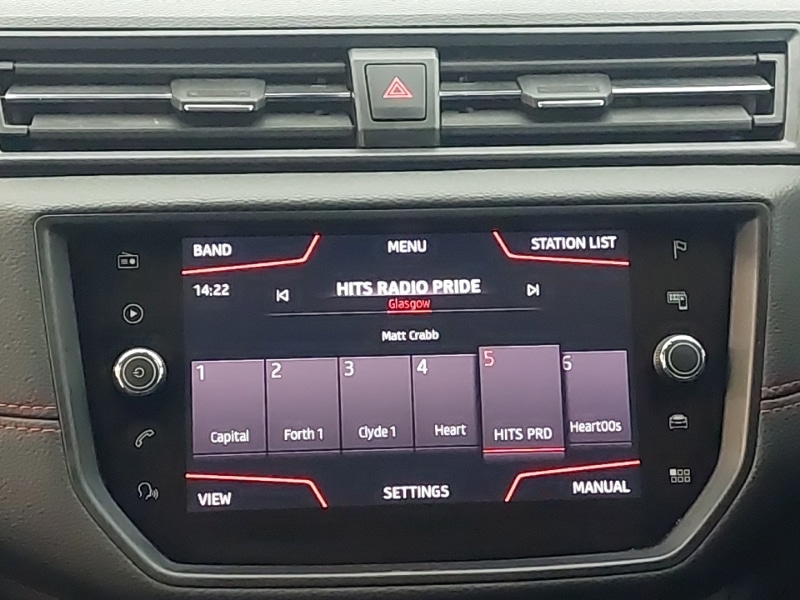 BAND MENU STATION LIST
14:22 HITS RADIO PRIDE
Glasgow
Matt Crabb
1 2 3 4 5 6
Capital Forth 1 Clyde 1 Heart HITS PRD Heart00s
VIEW SETTINGS MANUAL